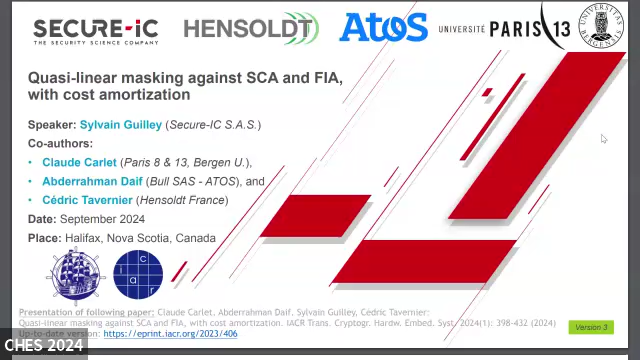 SECURE-IC
THE SECURITY SCIENCE COMPANY
HENSOLDT
Atos
UNIVERSITÉ PARIS 13
UNIVERSITAS BERGENSIS
Quasi-linear masking against SCA and FIA,
with cost amortization
Speaker: Sylvain Guilley (Secure-IC S.A.S.)
Co-authors:
• Claude Carlet (Paris 8 & 13, Bergen U.),
• Abderrahman Daif (Bull SAS - ATOS), and
• Cédric Tavernier (Hensoldt France)
Date: September 2024
Place: Halifax, Nova Scotia, Canada
i a c r
Presentation of following paper: Claude Carlet, Abderrahman Daif, Sylvain Guilley, Cédric Tavernier:
Quasi-linear masking against SCA and FIA, with cost amortization. IACR Trans. Cryptogr. Hardw. Embed. Syst. 2024(1): 398-432 (2024)
Up-to-date version: https://eprint.iacr.org/2023/406
Version 3
CHES 2024